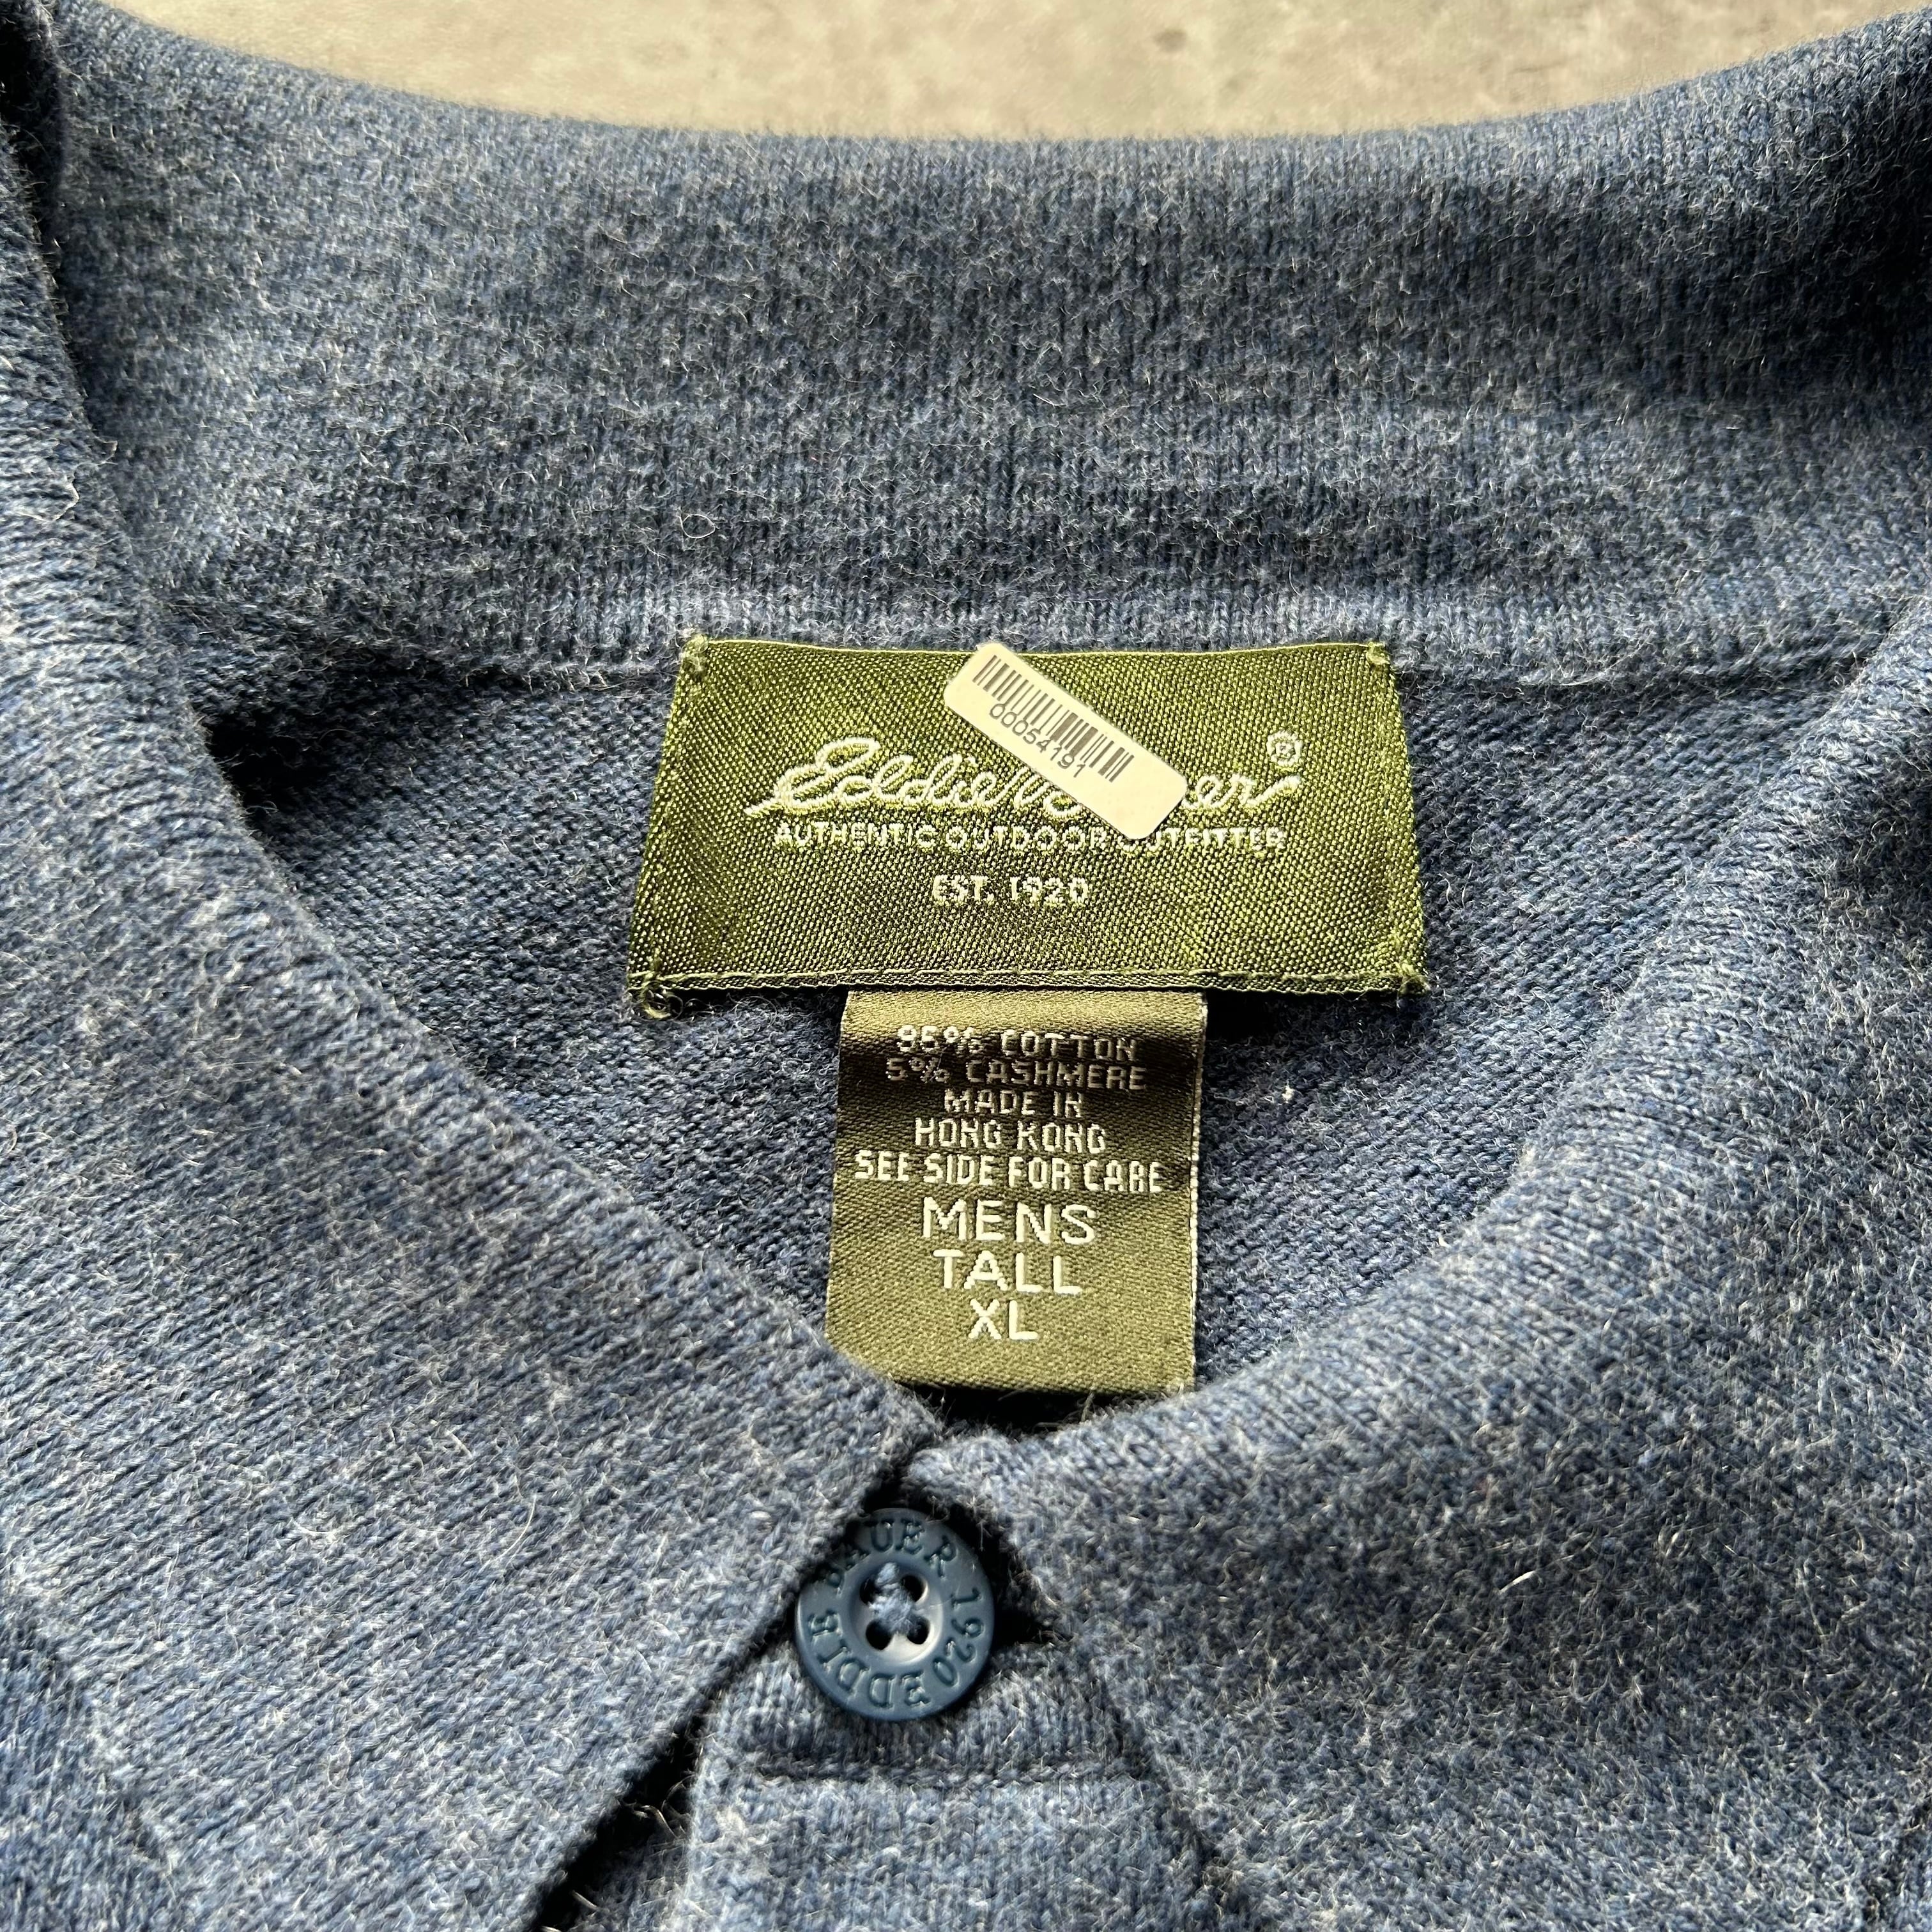 00054191
Eddie Bauer®
AUTHENTIC OUTDOOR OUTFITTER
EST. 1920
95% COTTON
5% CASHMERE
MADE IN
HONG KONG
SEE SIDE FOR CARE
MENS
TALL
XL
EDDIE BAUER 1920